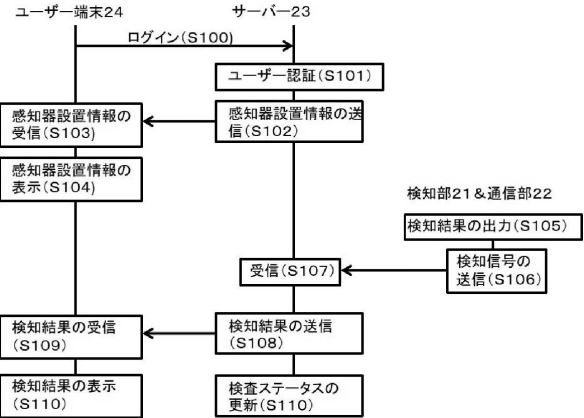 ユーザー端末24
サーバー23
ログイン(S100)
ユーザー認証(S101)
感知器設置情報の
受信(S103)
感知器設置情報の送
信(S102)
感知器設置情報の
表示(S104)
検知部21&通信部22
検知結果の出力(S105)
受信(S107)
検知信号の
送信(S106)
検知結果の受信
(S109)
検知結果の送信
(S108)
検知結果の表示
(S110)
検査ステータスの
更新(S110)